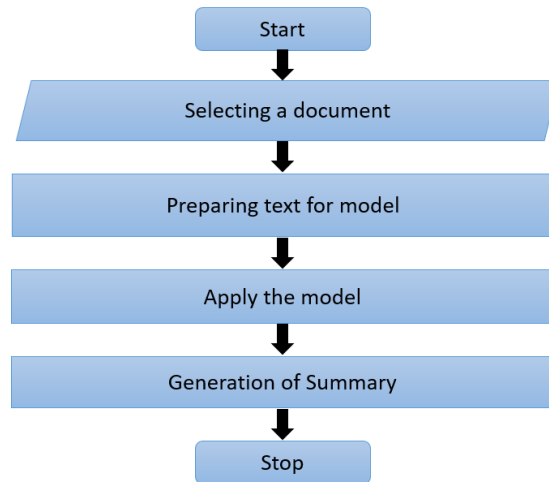 Start
Selecting a document
Preparing text for model
Apply the model
Generation of Summary
Stop